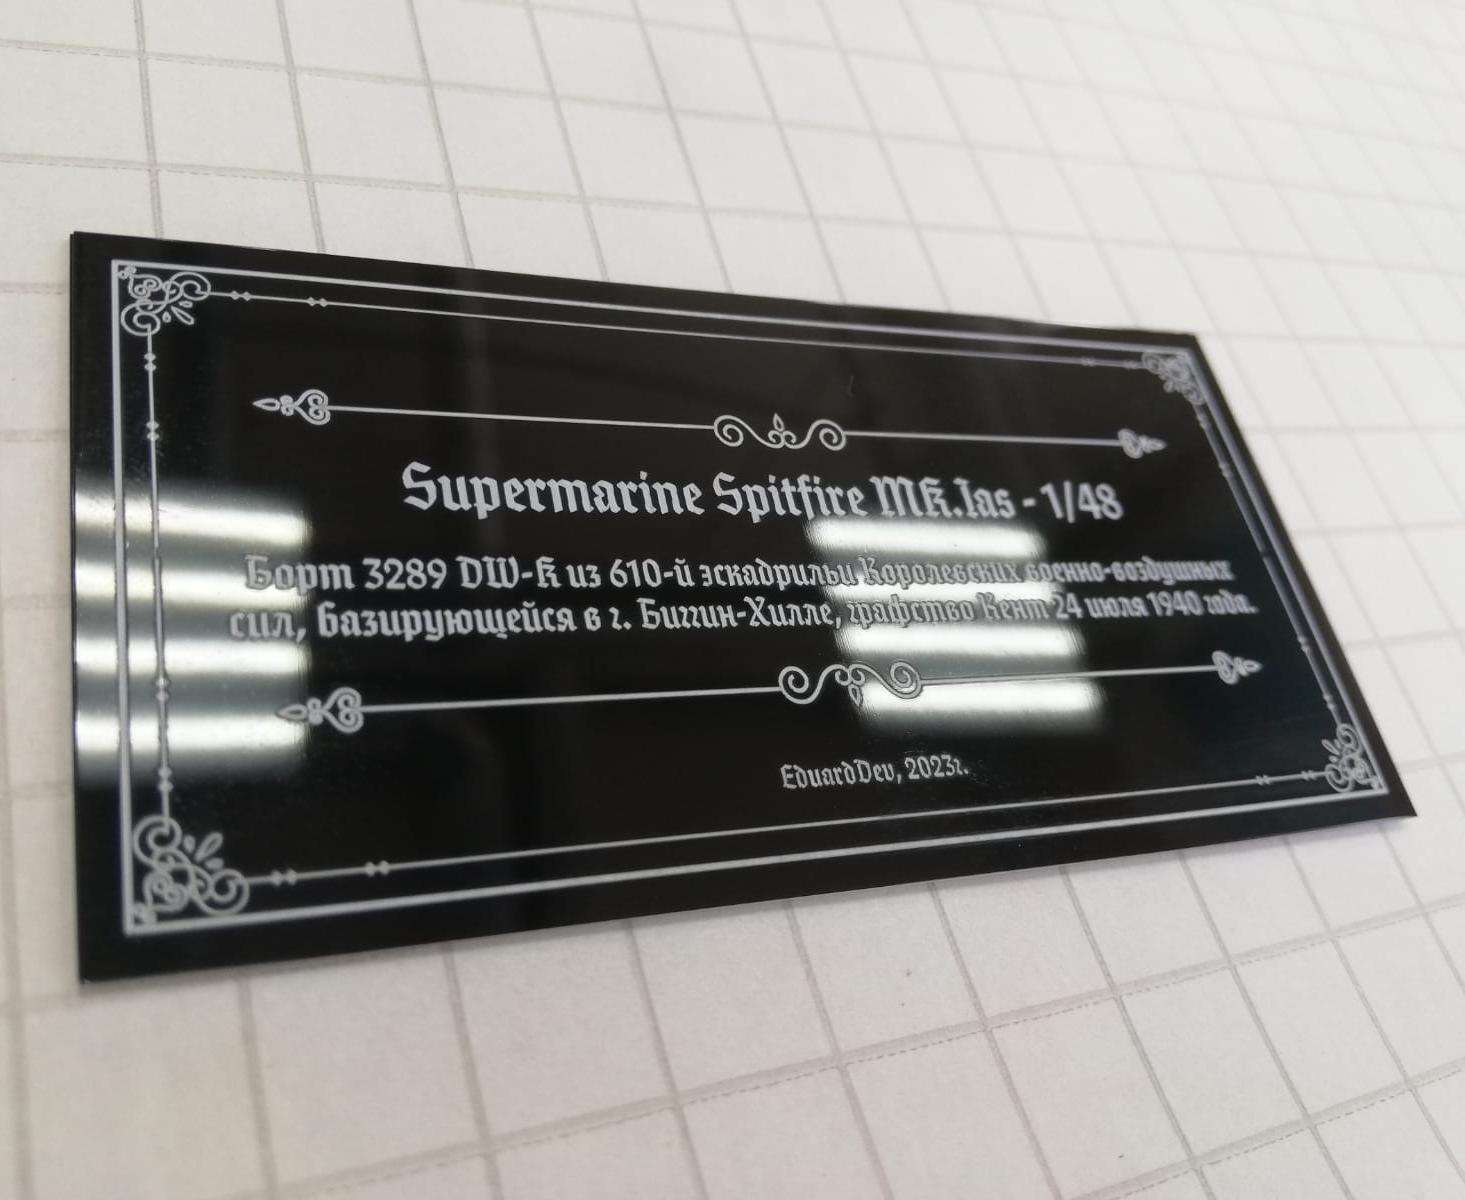 Supermarine Spitfire MK.Ias - 1/48
Борт 3289 DW-K из 610-й эскадрильи Королевских военно-воздушных
сил, базирующейся в г. Биггин-Хилле, графство Кент 24 июля 1940 года.
EduardDev, 2023г.